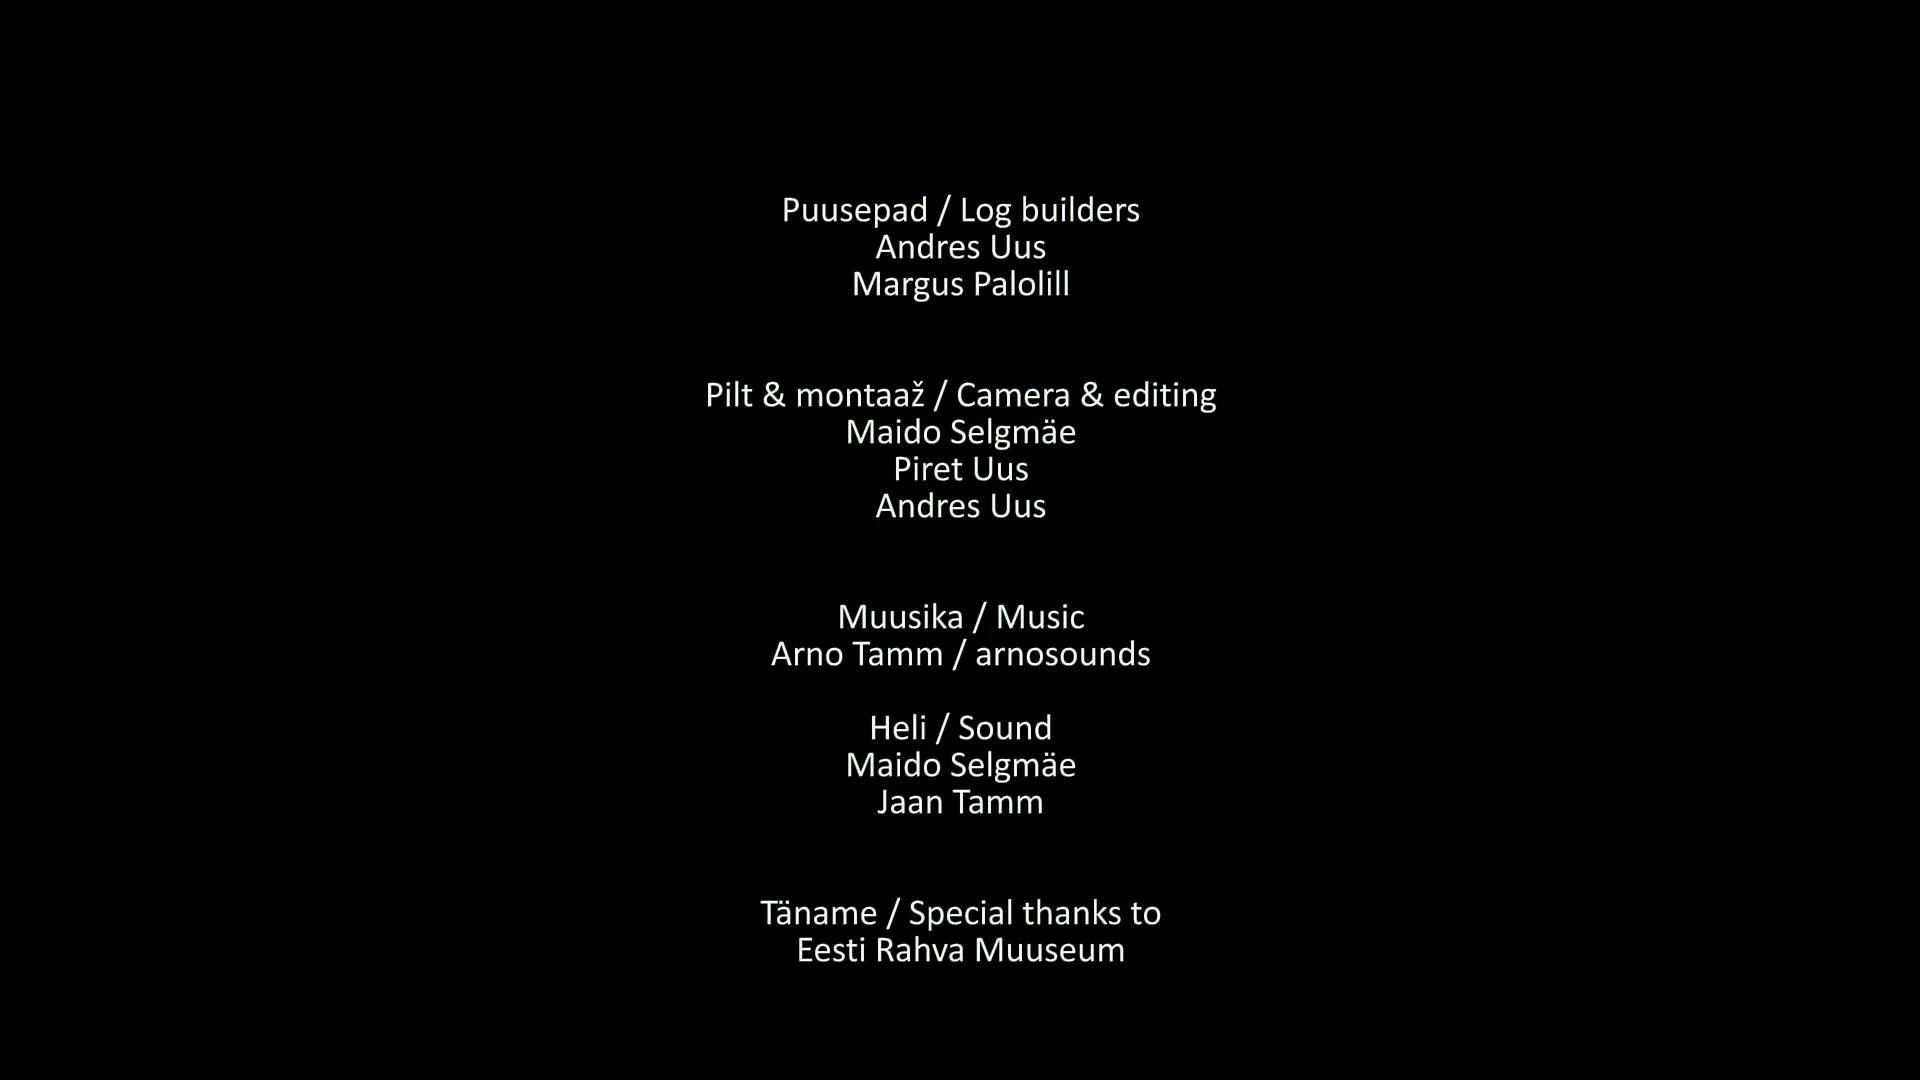 Puusepad / Log builders
Andres Uus
Margus Palolill
Pilt & montaaž / Camera & editing
Maido Selgmäe
Piret Uus
Andres Uus
Muusika / Music
Arno Tamm / arnosounds
Heli / Sound
Maido Selgmäe
Jaan Tamm
Täname / Special thanks to
Eesti Rahva Muuseum